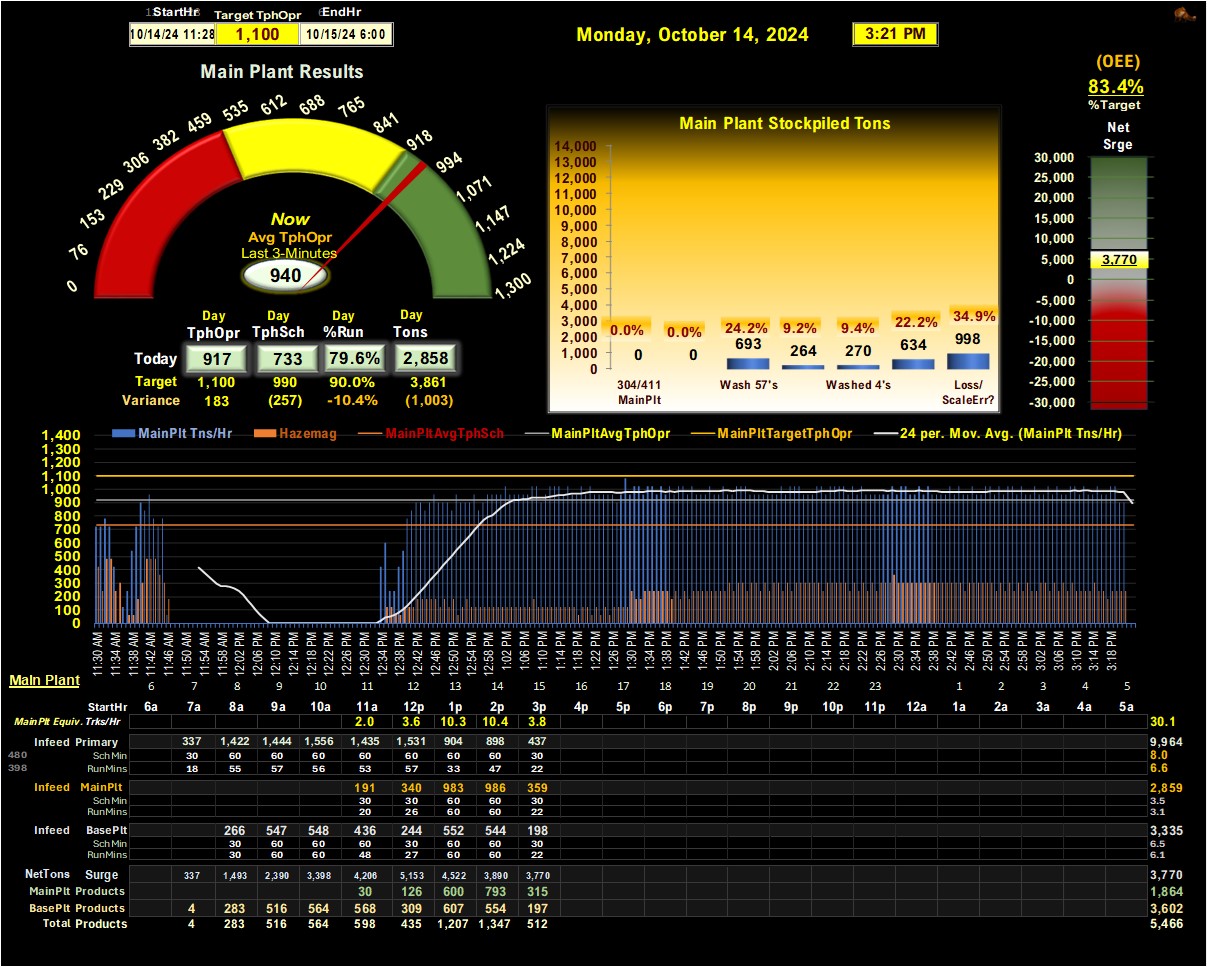 StartHr Target TphOpr EndHr
10/14/24 11:28 1,100 10/15/24 6:00
Monday, October 14, 2024
3:21 PM
(OEE)
83.4%
%Target
Net
Srge
30,000
25,000
20,000
15,000
10,000
5,000
3,770
0
-5,000
-10,000
-15,000
-20,000
-25,000
-30,000
Main Plant Results
0
76
153
229
306
382
459
535
612
688
765
841
918
994
1,071
1,147
1,224
1,300
Now
Avg TphOpr
Last 3-Minutes
940
Day Day Day Day
TphOpr TphSch %Run Tons
Today 917 733 79.6% 2,858
Target 1,100 990 90.0% 3,861
Variance 183 (257) -10.4% (1,003)
Main Plant Stockpiled Tons
14,000
13,000
12,000
11,000
10,000
9,000
8,000
7,000
6,000
5,000
4,000
3,000
2,000
1,000
0
0.0% 0.0% 24.2% 9.2% 9.4% 22.2% 34.9%
0 0 693 264 270 634 998
304/411 Wash 57's Washed 4's Loss/
MainPlt ScaleErr?
MainPlt Tns/Hr Hazemag MainPltAvgTphSch MainPltAvgTphOpr MainPltTargetTphOpr 24 per. Mov. Avg. (MainPlt Tns/Hr)
1,400
1,300
1,200
1,100
1,000
900
800
700
600
500
400
300
200
100
0
11:30 AM 11:34 AM 11:38 AM 11:42 AM 11:46 AM 11:50 AM 11:54 AM 11:58 AM 12:02 PM 12:06 PM 12:10 PM 12:14 PM 12:18 PM 12:22 PM 12:26 PM 12:30 PM 12:34 PM 12:38 PM 12:42 PM 12:46 PM 12:50 PM 12:54 PM 12:58 PM 1:02 PM 1:06 PM 1:10 PM 1:14 PM 1:18 PM 1:22 PM 1:26 PM 1:30 PM 1:34 PM 1:38 PM 1:42 PM 1:46 PM 1:50 PM 1:54 PM 1:58 PM 2:02 PM 2:06 PM 2:10 PM 2:14 PM 2:18 PM 2:22 PM 2:26 PM 2:30 PM 2:34 PM 2:38 PM 2:42 PM 2:46 PM 2:50 PM 2:54 PM 2:58 PM 3:02 PM 3:06 PM 3:10 PM 3:14 PM 3:18 PM
Main Plant 6 7 8 9 10 11 12 13 14 15 16 17 18 19 20 21 22 23 1 2 3 4 5
StartHr 6a 7a 8a 9a 10a 11a 12p 1p 2p 3p 4p 5p 6p 7p 8p 9p 10p 11p 12a 1a 2a 3a 4a 5a
MainPlt Equiv. Trks/Hr 2.0 3.6 10.3 10.4 3.8 30.1
Infeed Primary 337 1,422 1,444 1,556 1,435 1,531 904 898 437 9,964
480 Sch Min 30 60 60 60 60 60 60 60 30 8.0
398 RunMins 18 55 57 56 53 57 33 47 22 6.6
Infeed MainPlt 191 340 983 986 359 2,859
Sch Min 30 30 60 60 30 3.5
RunMins 20 26 60 60 22 3.1
Infeed BasePlt 266 547 548 436 244 552 544 198 3,335
Sch Min 30 60 60 60 30 60 60 30 6.5
RunMins 30 60 60 48 27 60 60 22 6.1
NetTons Surge 337 1,493 2,390 3,398 4,206 5,153 4,522 3,890 3,770 3,770
MainPlt Products 30 126 600 793 315 1,864
BasePlt Products 4 283 516 564 568 309 607 554 197 3,602
Total Products 4 283 516 564 598 435 1,207 1,347 512 5,466